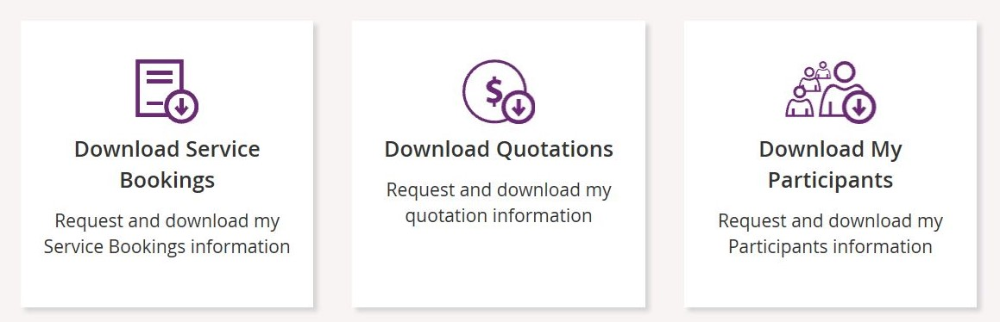 $
Download Service
Bookings
Request and download my
Service Bookings information
Download Quotations
Request and download my
quotation information
Download My
Participants
Request and download my
Participants information